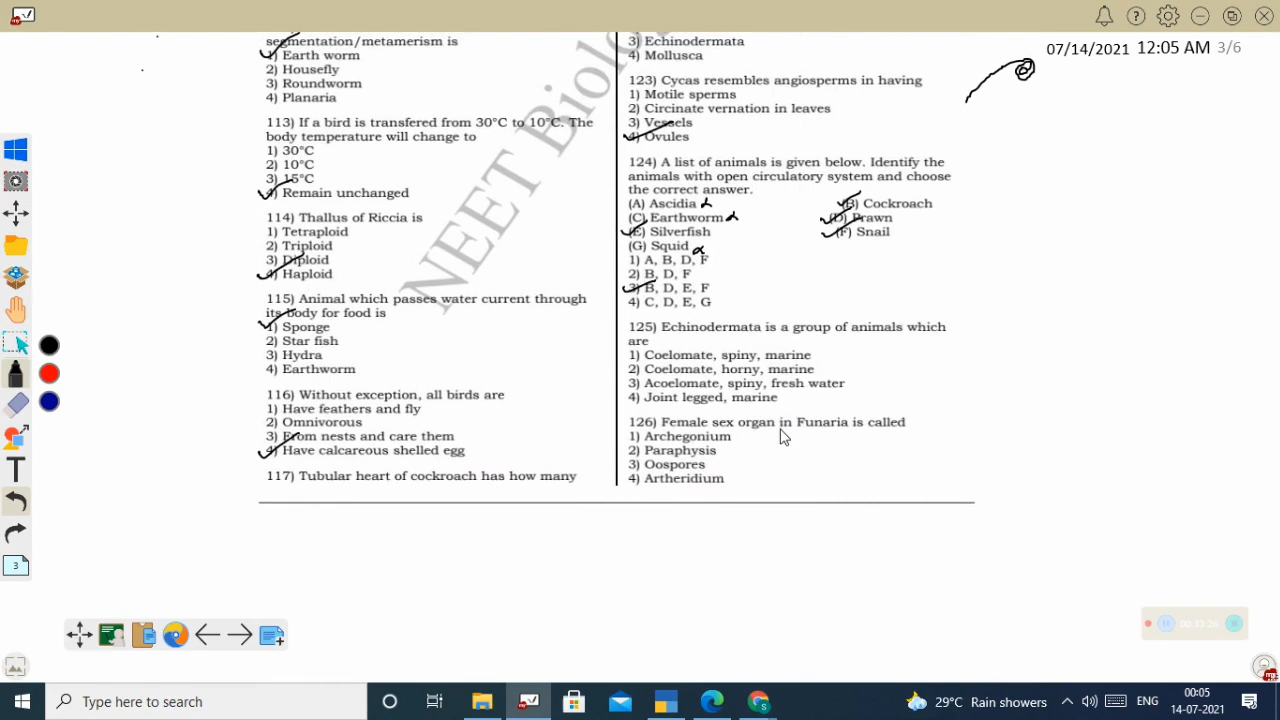 segmentation/metamerism is
1) Earth worm
2) Housefly
3) Roundworm
4) Planaria
113) If a bird is transfered from 30°C to 10°C. The
body temperature will change to
1) 30°C
2) 10°C
3) 15°C
4) Remain unchanged
114) Thallus of Riccia is
1) Tetraploid
2) Triploid
3) Diploid
4) Haploid
115) Animal which passes water current through
its body for food is
1) Sponge
2) Star fish
3) Hydra
4) Earthworm
116) Without exception, all birds are
1) Have feathers and fly
2) Omnivorous
3) From nests and care them
4) Have calcareous shelled egg
117) Tubular heart of cockroach has how many
NEET Biolo
3) Echinodermata
4) Mollusca
123) Cycas resembles angiosperms in having
1) Motile sperms
2) Circinate vernation in leaves
3) Vessels
4) Ovules
124) A list of animals is given below. Identify the
animals with open circulatory system and choose
the correct answer.
(A) Ascidia (B) Cockroach
(C) Earthworm (D) Prawn
(E) Silverfish (F) Snail
(G) Squid
1) A, B, D, F
2) B, D, F
3) B, D, E, F
4) C, D, E, G
125) Echinodermata is a group of animals which
are
1) Coelomate, spiny, marine
2) Coelomate, horny, marine
3) Acoelomate, spiny, fresh water
4) Joint legged, marine
126) Female sex organ in Funaria is called
1) Archegonium
2) Paraphysis
3) Oospores
4) Artheridium
07/14/2021 12:05 AM 3/6
3
00:33:26
Type here to search
29°C Rain showers
ENG
00:05
14-07-2021